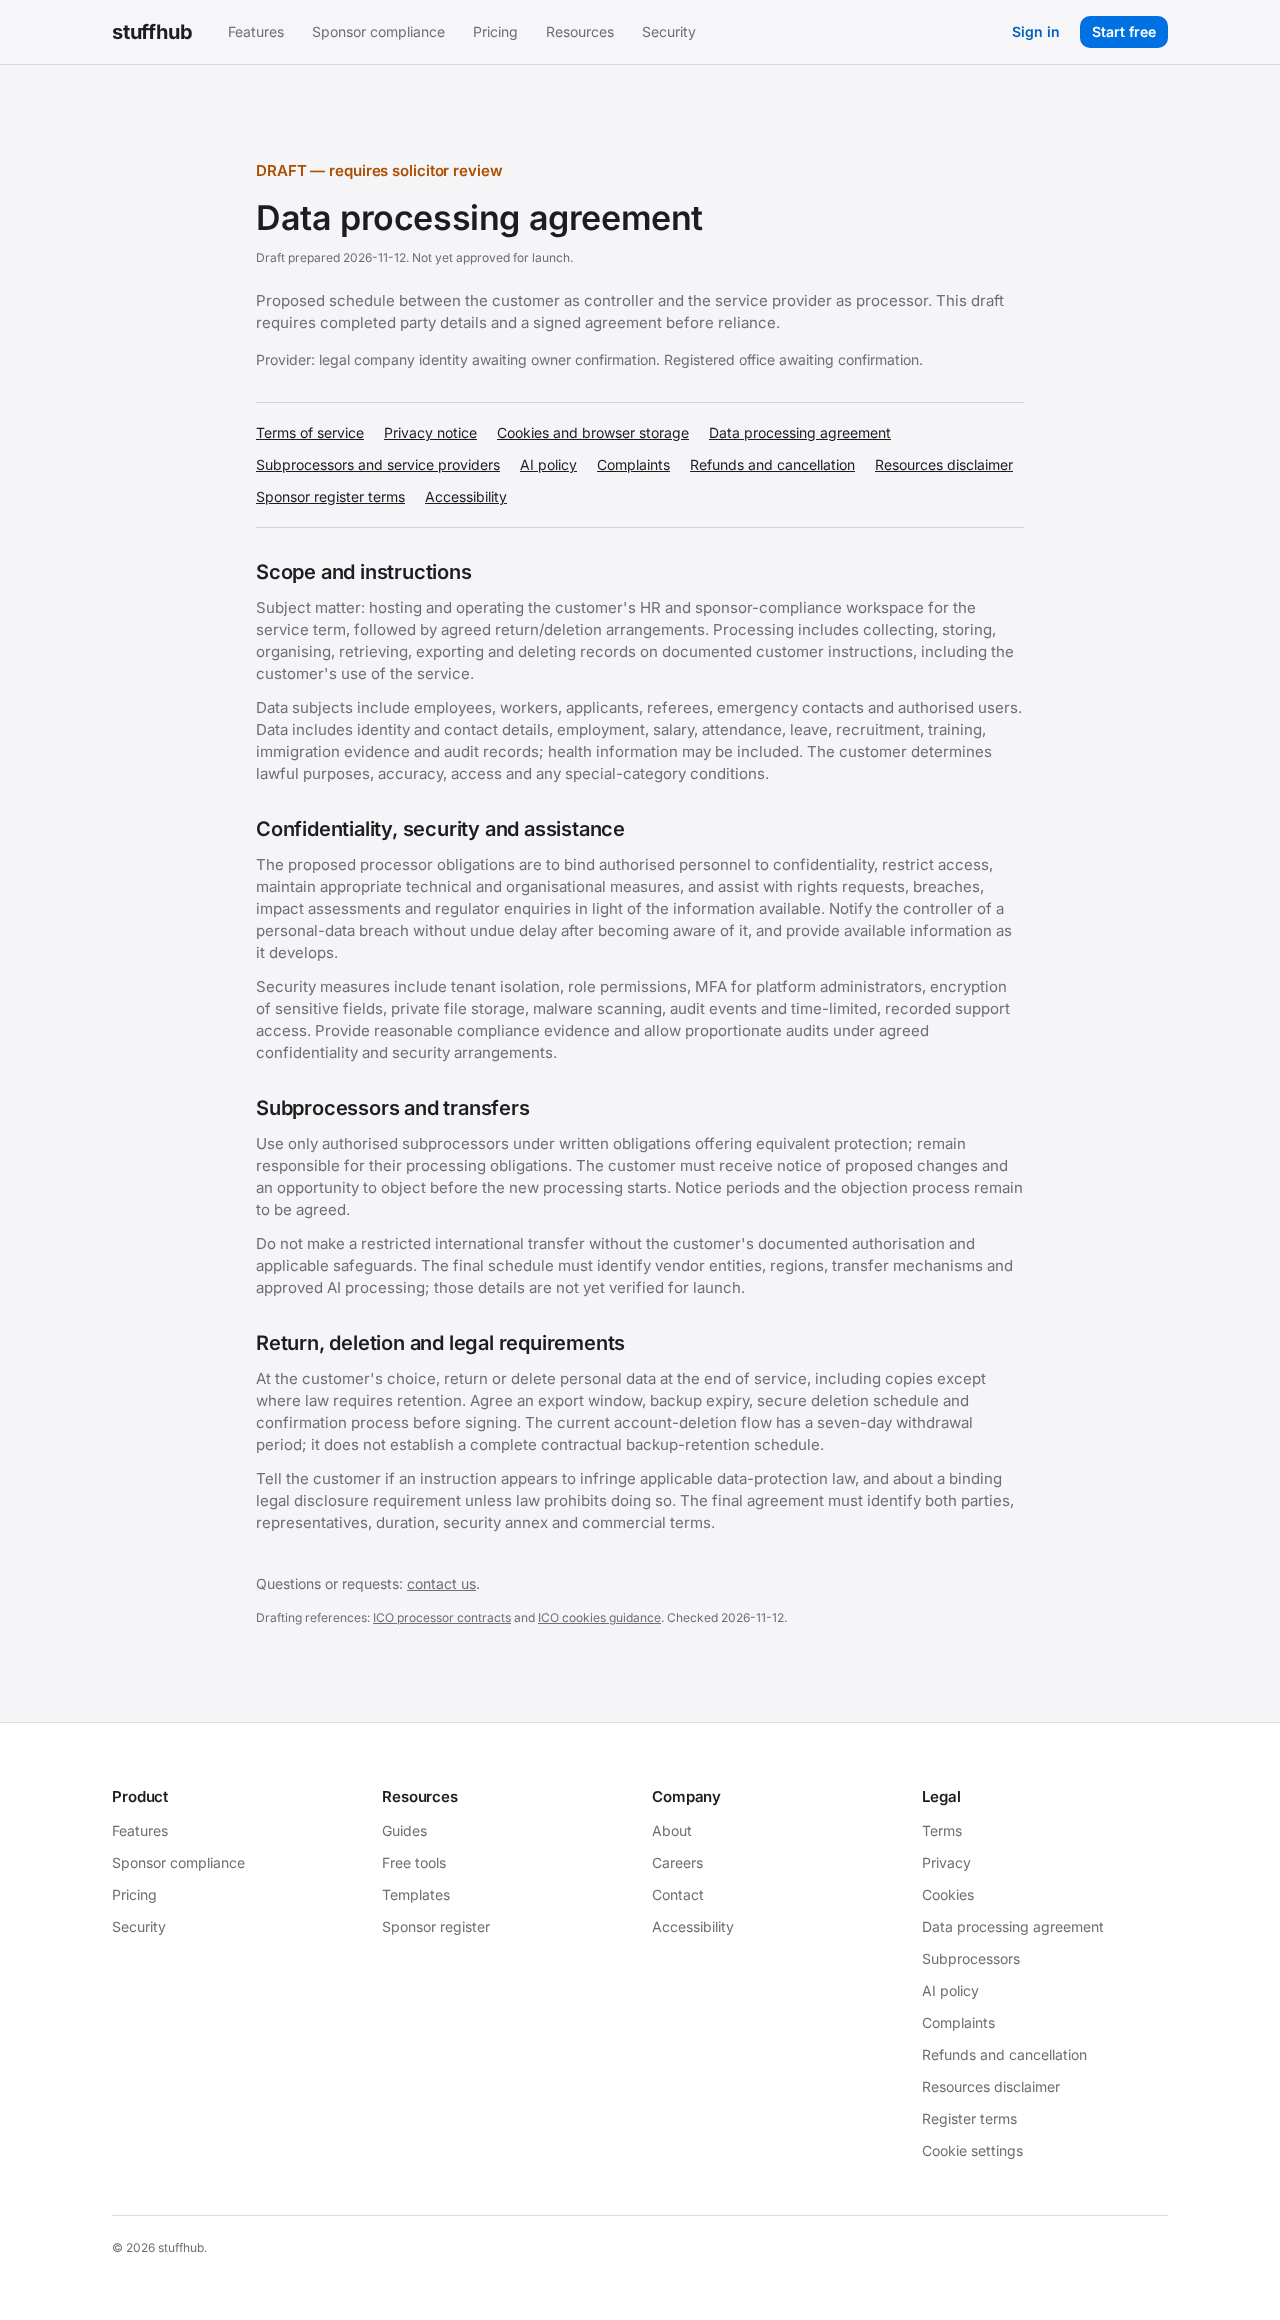 stuffhub Features Sponsor compliance Pricing Resources Security Sign in Start free
DRAFT — requires solicitor review
Data processing agreement
Draft prepared 2026-11-12. Not yet approved for launch.
Proposed schedule between the customer as controller and the service provider as processor. This draft
requires completed party details and a signed agreement before reliance.
Provider: legal company identity awaiting owner confirmation. Registered office awaiting confirmation.
Terms of service Privacy notice Cookies and browser storage Data processing agreement
Subprocessors and service providers AI policy Complaints Refunds and cancellation Resources disclaimer
Sponsor register terms Accessibility
Scope and instructions
Subject matter: hosting and operating the customer's HR and sponsor-compliance workspace for the
service term, followed by agreed return/deletion arrangements. Processing includes collecting, storing,
organising, retrieving, exporting and deleting records on documented customer instructions, including the
customer's use of the service.
Data subjects include employees, workers, applicants, referees, emergency contacts and authorised users.
Data includes identity and contact details, employment, salary, attendance, leave, recruitment, training,
immigration evidence and audit records; health information may be included. The customer determines
lawful purposes, accuracy, access and any special-category conditions.
Confidentiality, security and assistance
The proposed processor obligations are to bind authorised personnel to confidentiality, restrict access,
maintain appropriate technical and organisational measures, and assist with rights requests, breaches,
impact assessments and regulator enquiries in light of the information available. Notify the controller of a
personal-data breach without undue delay after becoming aware of it, and provide available information as
it develops.
Security measures include tenant isolation, role permissions, MFA for platform administrators, encryption
of sensitive fields, private file storage, malware scanning, audit events and time-limited, recorded support
access. Provide reasonable compliance evidence and allow proportionate audits under agreed
confidentiality and security arrangements.
Subprocessors and transfers
Use only authorised subprocessors under written obligations offering equivalent protection; remain
responsible for their processing obligations. The customer must receive notice of proposed changes and
an opportunity to object before the new processing starts. Notice periods and the objection process remain
to be agreed.
Do not make a restricted international transfer without the customer's documented authorisation and
applicable safeguards. The final schedule must identify vendor entities, regions, transfer mechanisms and
approved AI processing; those details are not yet verified for launch.
Return, deletion and legal requirements
At the customer's choice, return or delete personal data at the end of service, including copies except
where law requires retention. Agree an export window, backup expiry, secure deletion schedule and
confirmation process before signing. The current account-deletion flow has a seven-day withdrawal
period; it does not establish a complete contractual backup-retention schedule.
Tell the customer if an instruction appears to infringe applicable data-protection law, and about a binding
legal disclosure requirement unless law prohibits doing so. The final agreement must identify both parties,
representatives, duration, security annex and commercial terms.
Questions or requests: contact us.
Drafting references: ICO processor contracts and ICO cookies guidance. Checked 2026-11-12.
Product
Features
Sponsor compliance
Pricing
Security
Resources
Guides
Free tools
Templates
Sponsor register
Company
About
Careers
Contact
Accessibility
Legal
Terms
Privacy
Cookies
Data processing agreement
Subprocessors
AI policy
Complaints
Refunds and cancellation
Resources disclaimer
Register terms
Cookie settings
© 2026 stuffhub.